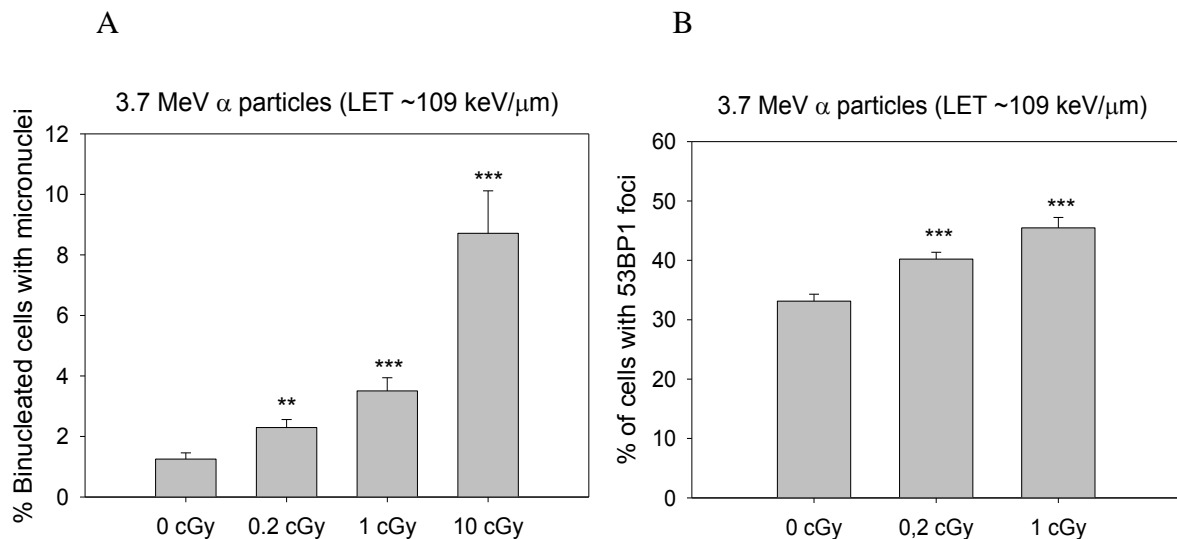 A
3.7 MeV α particles (LET ~109 keV/μm)
% Binucleated cells with micronuclei
12
10
8
6
4
2
0
**
***
***
0 cGy
0.2 cGy
1 cGy
10 cGy
B
3.7 MeV α particles (LET ~109 keV/μm)
% of cells with 53BP1 foci
60
50
40
30
20
10
0
***
***
0 cGy
0,2 cGy
1 cGy